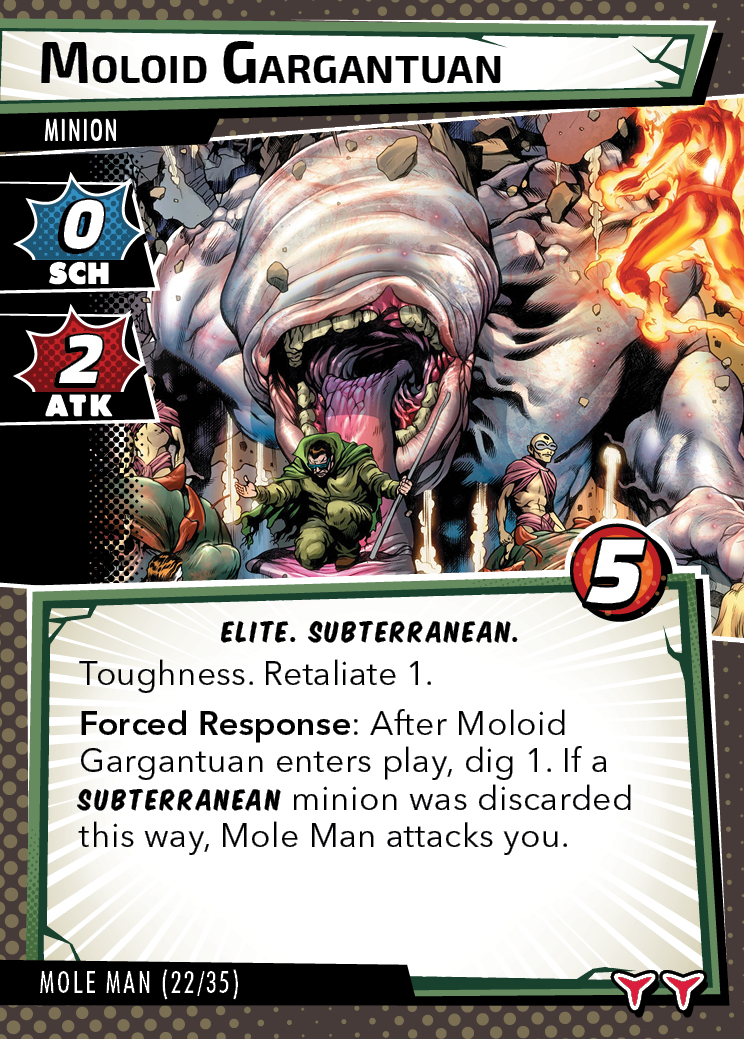 Moloid Gargantuan
MINION
0
SCH
2
ATK
5
ELITE. SUBTERRANEAN.
Toughness. Retaliate 1.
Forced Response: After Moloid
Gargantuan enters play, dig 1. If a
SUBTERRANEAN minion was discarded
this way, Mole Man attacks you.
MOLE MAN (22/35)